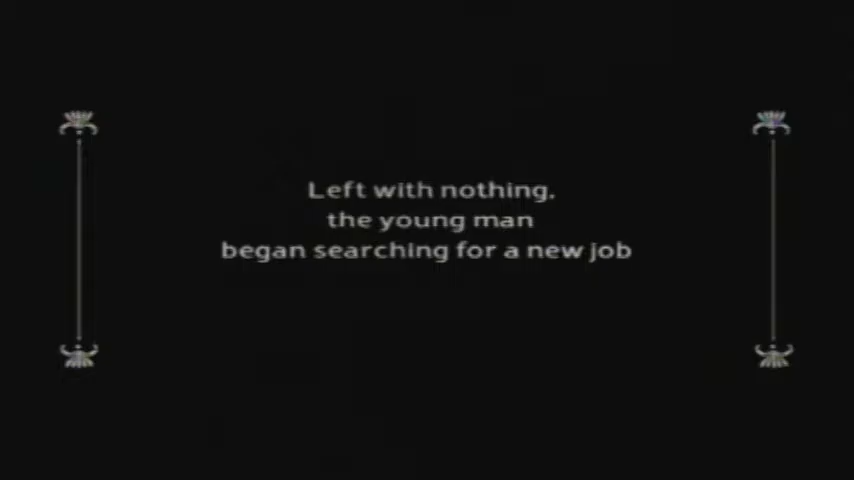 Left with nothing,
the young man
began searching for a new job